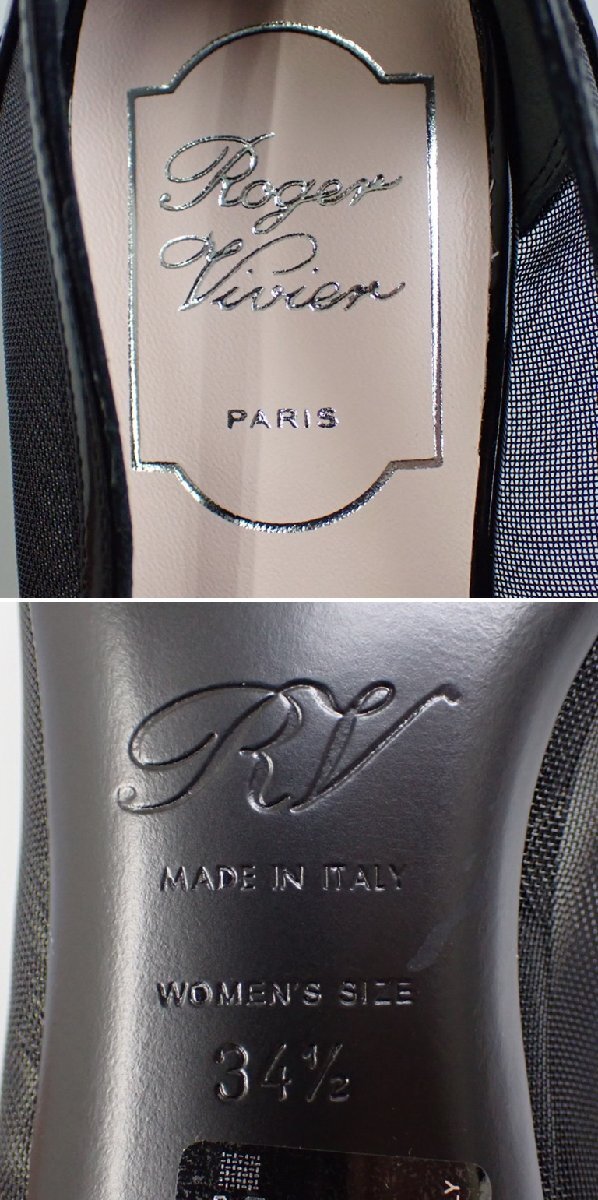 Roger
Vivier
PARIS
RV
MADE IN ITALY
WOMEN'S SIZE
34½